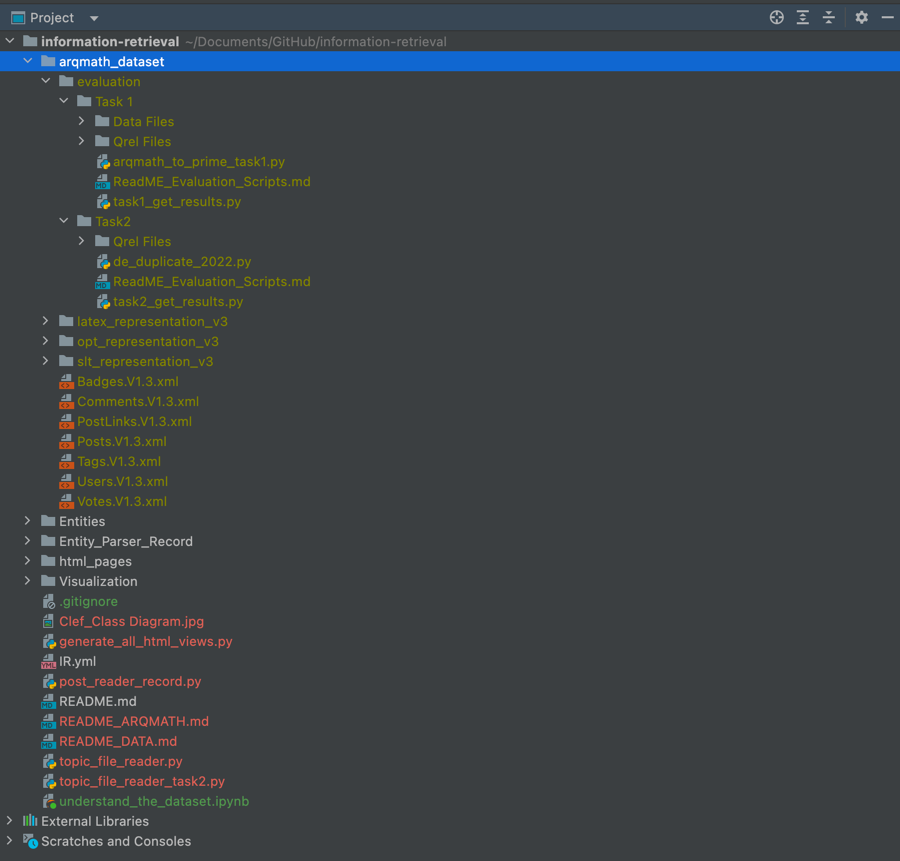 Project
information-retrieval ~/Documents/GitHub/information-retrieval
arqmath_dataset
evaluation
Task 1
Data Files
Qrel Files
arqmath_to_prime_task1.py
ReadME_Evaluation_Scripts.md
task1_get_results.py
Task2
Qrel Files
de_duplicate_2022.py
ReadME_Evaluation_Scripts.md
task2_get_results.py
latex_representation_v3
opt_representation_v3
slt_representation_v3
Badges.V1.3.xml
Comments.V1.3.xml
PostLinks.V1.3.xml
Posts.V1.3.xml
Tags.V1.3.xml
Users.V1.3.xml
Votes.V1.3.xml
Entities
Entity_Parser_Record
html_pages
Visualization
.gitignore
Clef_Class Diagram.jpg
generate_all_html_views.py
IR.yml
post_reader_record.py
README.md
README_ARQMATH.md
README_DATA.md
topic_file_reader.py
topic_file_reader_task2.py
understand_the_dataset.ipynb
External Libraries
Scratches and Consoles